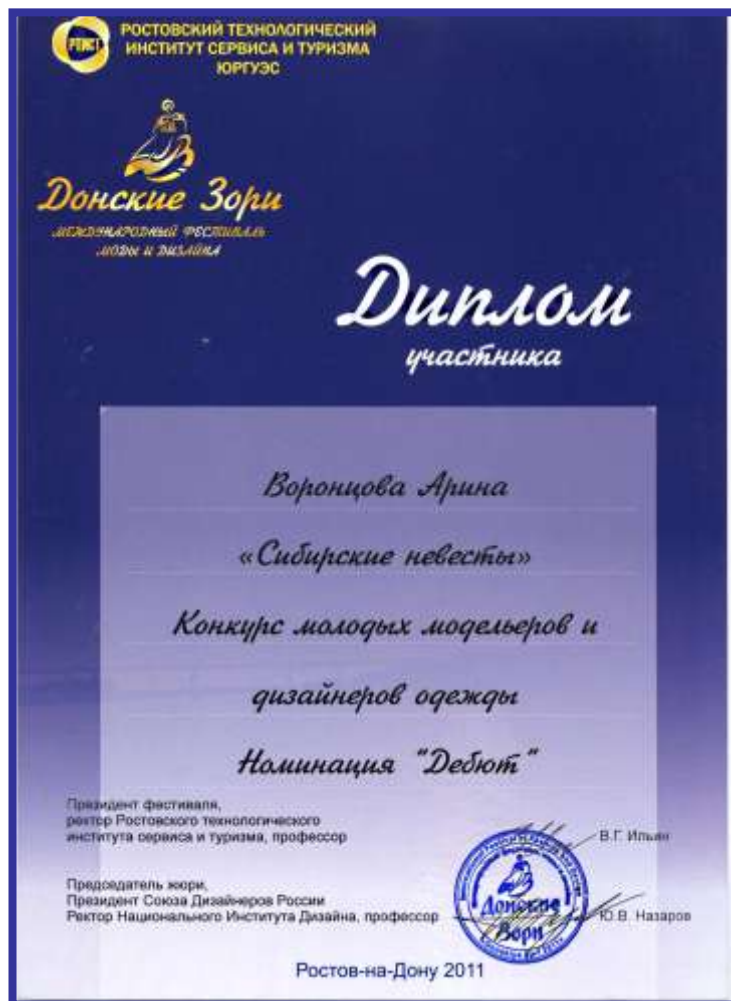 РТИСТ
РОСТОВСКИЙ ТЕХНОЛОГИЧЕСКИЙ
ИНСТИТУТ СЕРВИСА И ТУРИЗМА
ЮРГУЭС
Донские Зори
МЕЖДУНАРОДНЫЙ ФЕСТИВАЛЬ
МОДЫ И ДИЗАЙНА
Диплом
участника
Воронцова Арина
«Сибирские невесты»
Конкурс молодых модельеров и
дизайнеров одежды
Номинация "Дебют"
Президент фестиваля,
ректор Ростовского технологического
института сервиса и туризма, профессор
В.Г. Ильин
Председатель жюри,
Президент Союза Дизайнеров России
Ректор Национального Института Дизайна, профессор
Ю.В. Назаров
Донские
Зори
Ростов-на-Дону 2011